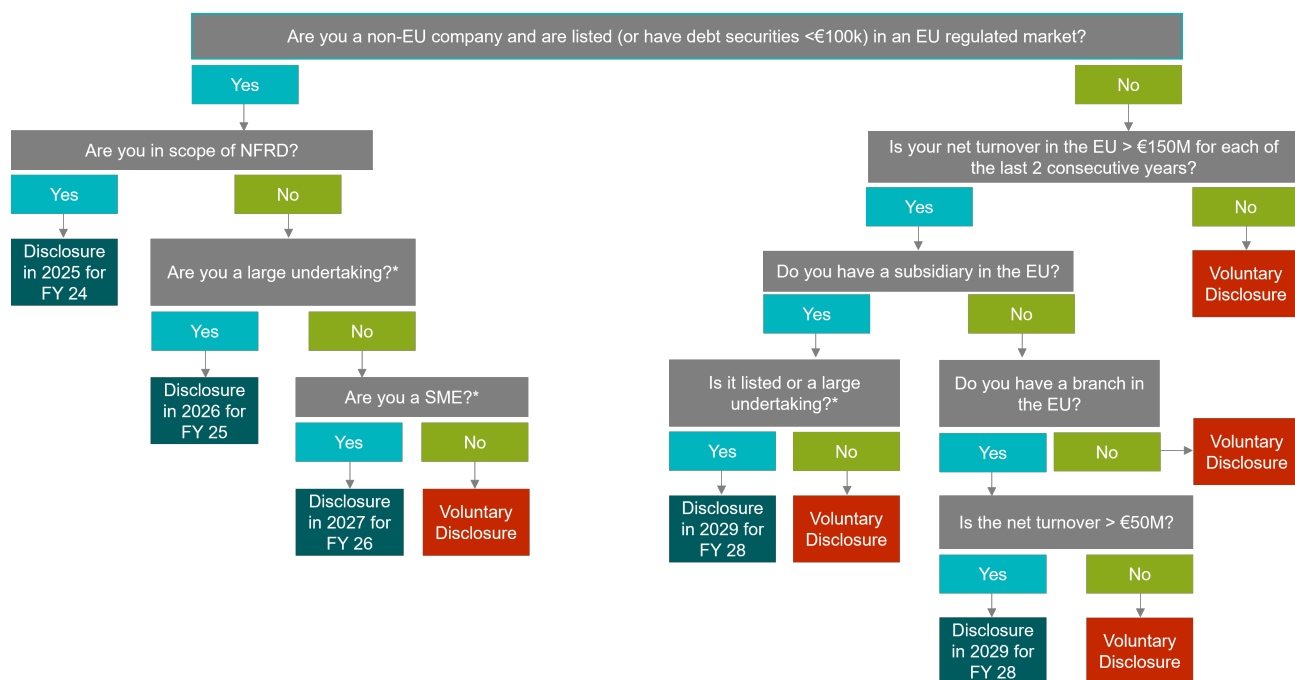 Are you a non-EU company and are listed (or have debt securities <€100k) in an EU regulated market?
Yes
No
Are you in scope of NFRD?
Is your net turnover in the EU > €150M for each of
the last 2 consecutive years?
Yes
No
Yes
No
Disclosure
in 2025 for
FY 24
Are you a large undertaking?*
Do you have a subsidiary in the EU?
Voluntary
Disclosure
Yes
No
Yes
No
Disclosure
in 2026 for
FY 25
Are you a SME?*
Is it listed or a large
undertaking?*
Do you have a branch in
the EU?
Yes
No
Yes
No
Yes
No
Voluntary
Disclosure
Disclosure
in 2027 for
FY 26
Voluntary
Disclosure
Disclosure
in 2029 for
FY 28
Voluntary
Disclosure
Is the net turnover > €50M?
Yes
No
Disclosure
in 2029 for
FY 28
Voluntary
Disclosure